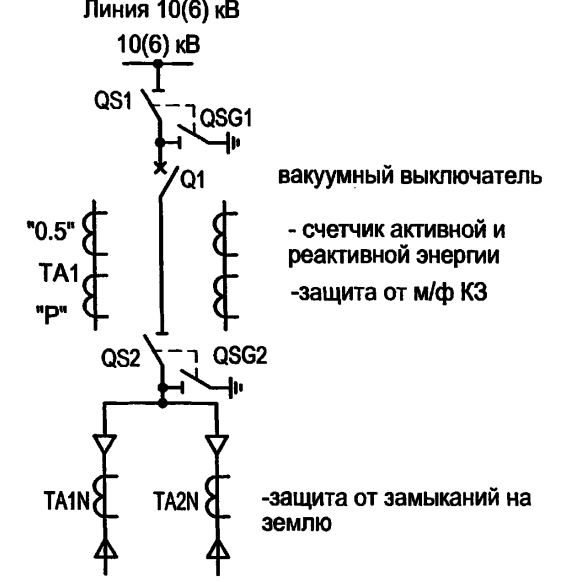 Линия 10(6) кВ
10(6) кВ
QS1
QSG1
Q1
вакуумный выключатель
"0.5"
- счетчик активной и
реактивной энергии
TA1
-защита от м/ф КЗ
"Р"
QS2
QSG2
TA1N
TA2N
-защита от замыканий на
землю